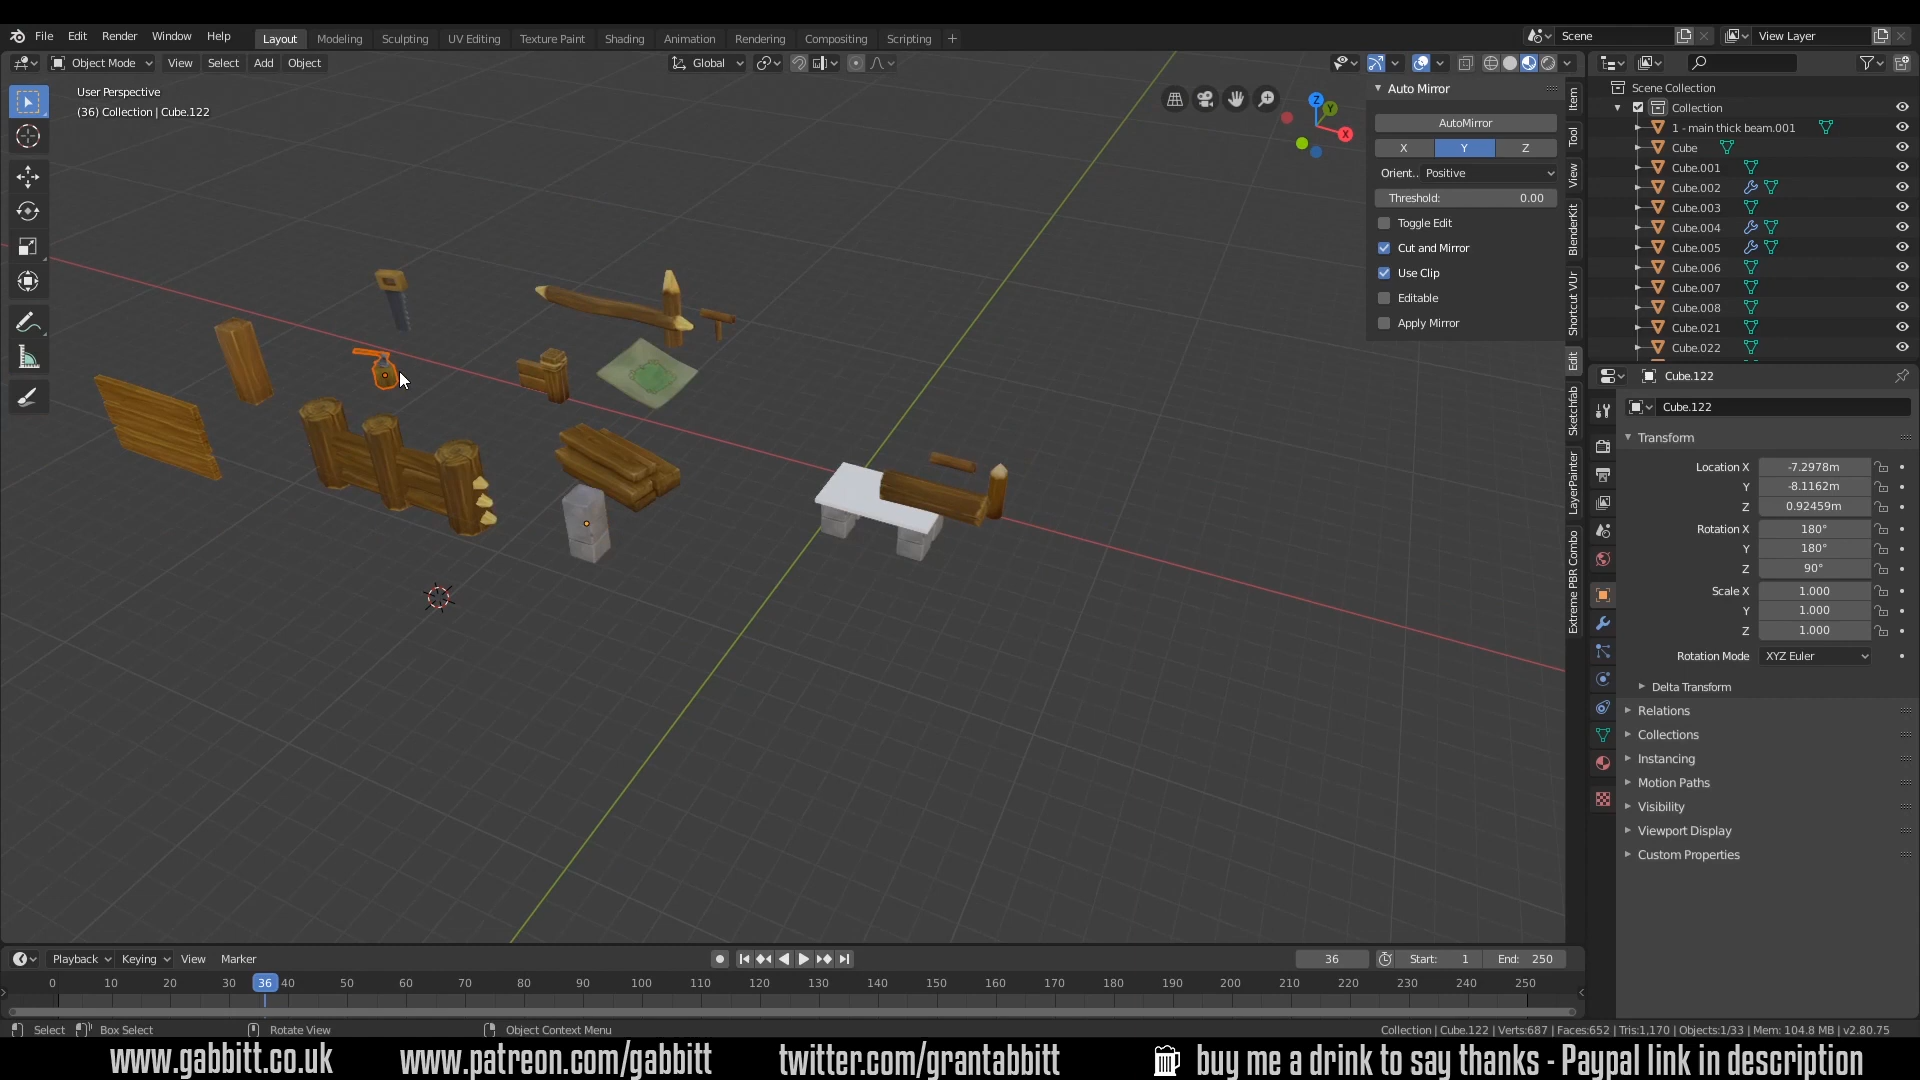 File Edit Render Window Help Layout Modeling Sculpting UV Editing Texture Paint Shading Animation Rendering Compositing Scripting + Scene View Layer
Object Mode View Select Add Object Global
User Perspective
(36) Collection | Cube.122
Z
Y
X
Auto Mirror
AutoMirror
X Y Z
Orient.. Positive
Threshold: 0.00
Toggle Edit
Cut and Mirror
Use Clip
Editable
Apply Mirror
Item
Tool
View
BlenderKit
Shortcut VUr
Edit
Sketchfab
LayerPainter
Extreme PBR Combo
Scene Collection
Collection
1 - main thick beam.001
Cube
Cube.001
Cube.002
Cube.003
Cube.004
Cube.005
Cube.006
Cube.007
Cube.008
Cube.021
Cube.022
Cube.122
Cube.122
Transform
Location X -7.2978m
Y -8.1162m
Z 0.92459m
Rotation X 180°
Y 180°
Z 90°
Scale X 1.000
Y 1.000
Z 1.000
Rotation Mode XYZ Euler
Delta Transform
Relations
Collections
Instancing
Motion Paths
Visibility
Viewport Display
Custom Properties
Playback Keying View Marker 36 Start: 1 End: 250
0 10 20 30 36 40 50 60 70 80 90 100 110 120 130 140 150 160 170 180 190 200 210 220 230 240 250
Select Box Select Rotate View Object Context Menu Collection | Cube.122 | Verts:687 | Faces:652 | Tris:1,170 | Objects:1/33 | Mem: 104.8 MB | v2.80.75
www.gabbitt.co.uk www.patreon.com/gabbitt twitter.com/grantabbitt buy me a drink to say thanks - Paypal link in description